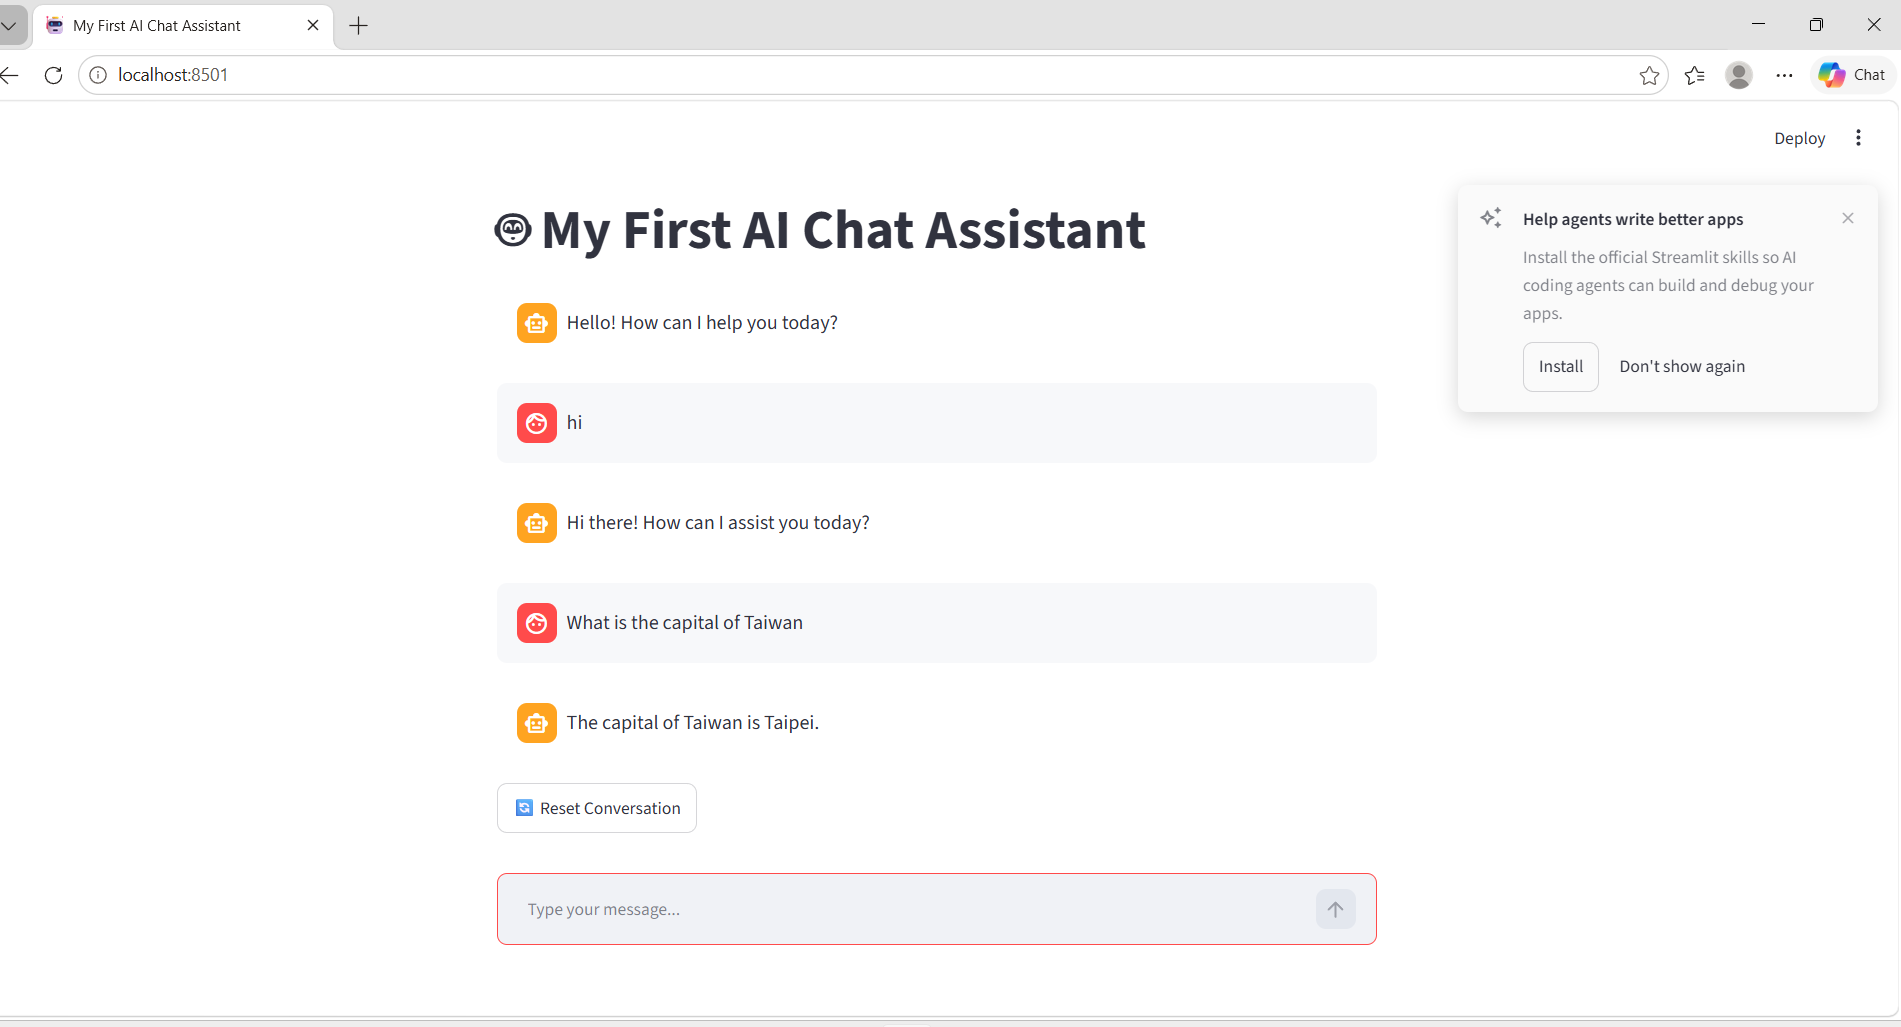 My First AI Chat Assistant
localhost:8501
Chat
Deploy
My First AI Chat Assistant
Help agents write better apps
Install the official Streamlit skills so AI
coding agents can build and debug your
apps.
Install
Don't show again
Hello! How can I help you today?
hi
Hi there! How can I assist you today?
What is the capital of Taiwan
The capital of Taiwan is Taipei.
Reset Conversation
Type your message...